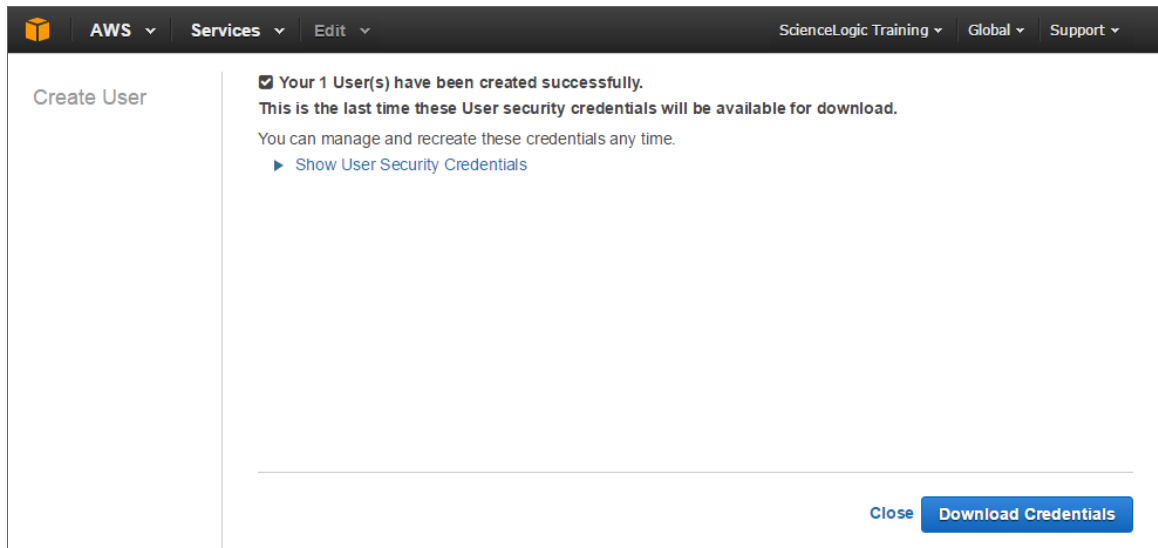 AWS Services Edit ScienceLogic Training Global Support
Create User
Your 1 User(s) have been created successfully.
This is the last time these User security credentials will be available for download.
You can manage and recreate these credentials any time.
Show User Security Credentials
Close Download Credentials